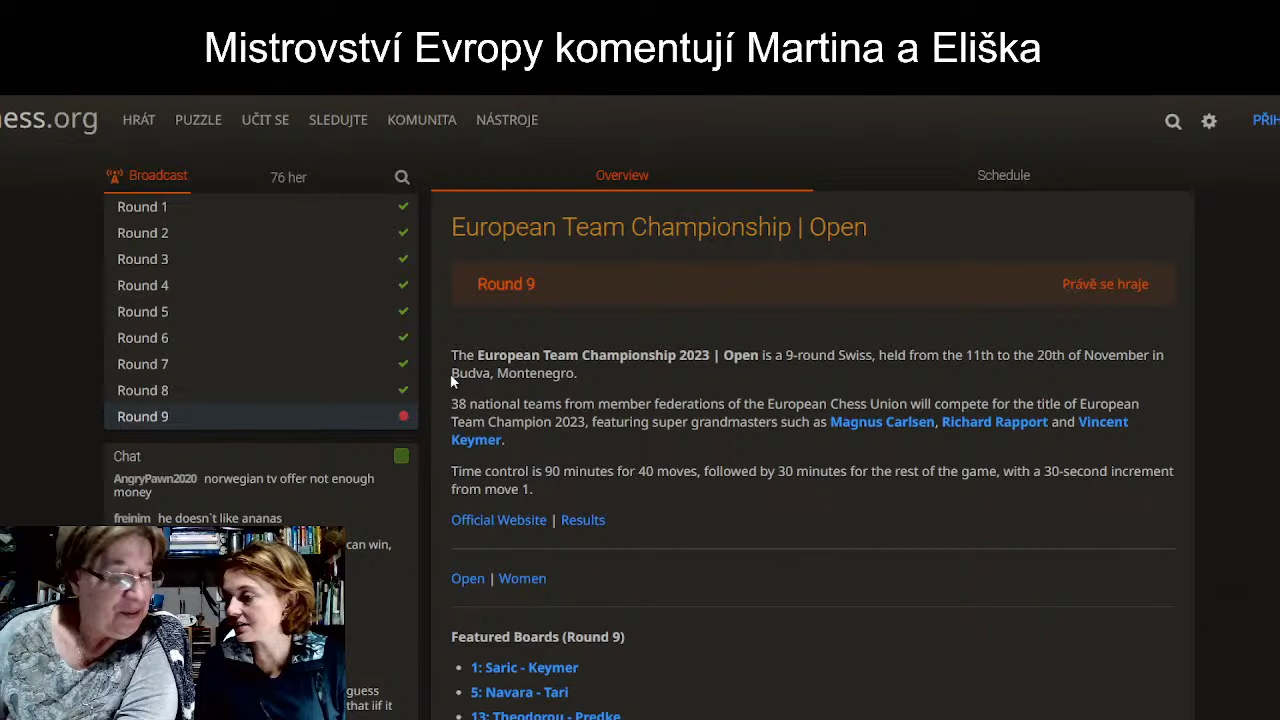 Mistrovství Evropy komentují Martina a Eliška
ess.org HRÁT PUZZLE UČIT SE SLEDUJTE KOMUNITA NÁSTROJE PŘIH
Broadcast 76 her
Overview Schedule
Round 1
Round 2
Round 3
Round 4
Round 5
Round 6
Round 7
Round 8
Round 9
Chat
AngryPawn2020 norwegian tv offer not enough
money
freinim he doesn`t like ananas
can win,
guess
that iif it
European Team Championship | Open
Round 9 Právě se hraje
The European Team Championship 2023 | Open is a 9-round Swiss, held from the 11th to the 20th of November in
Budva, Montenegro.
38 national teams from member federations of the European Chess Union will compete for the title of European
Team Champion 2023, featuring super grandmasters such as Magnus Carlsen, Richard Rapport and Vincent
Keymer.
Time control is 90 minutes for 40 moves, followed by 30 minutes for the rest of the game, with a 30-second increment
from move 1.
Official Website | Results
Open | Women
Featured Boards (Round 9)
1: Saric - Keymer
5: Navara - Tari
13: Theodorou - Predke